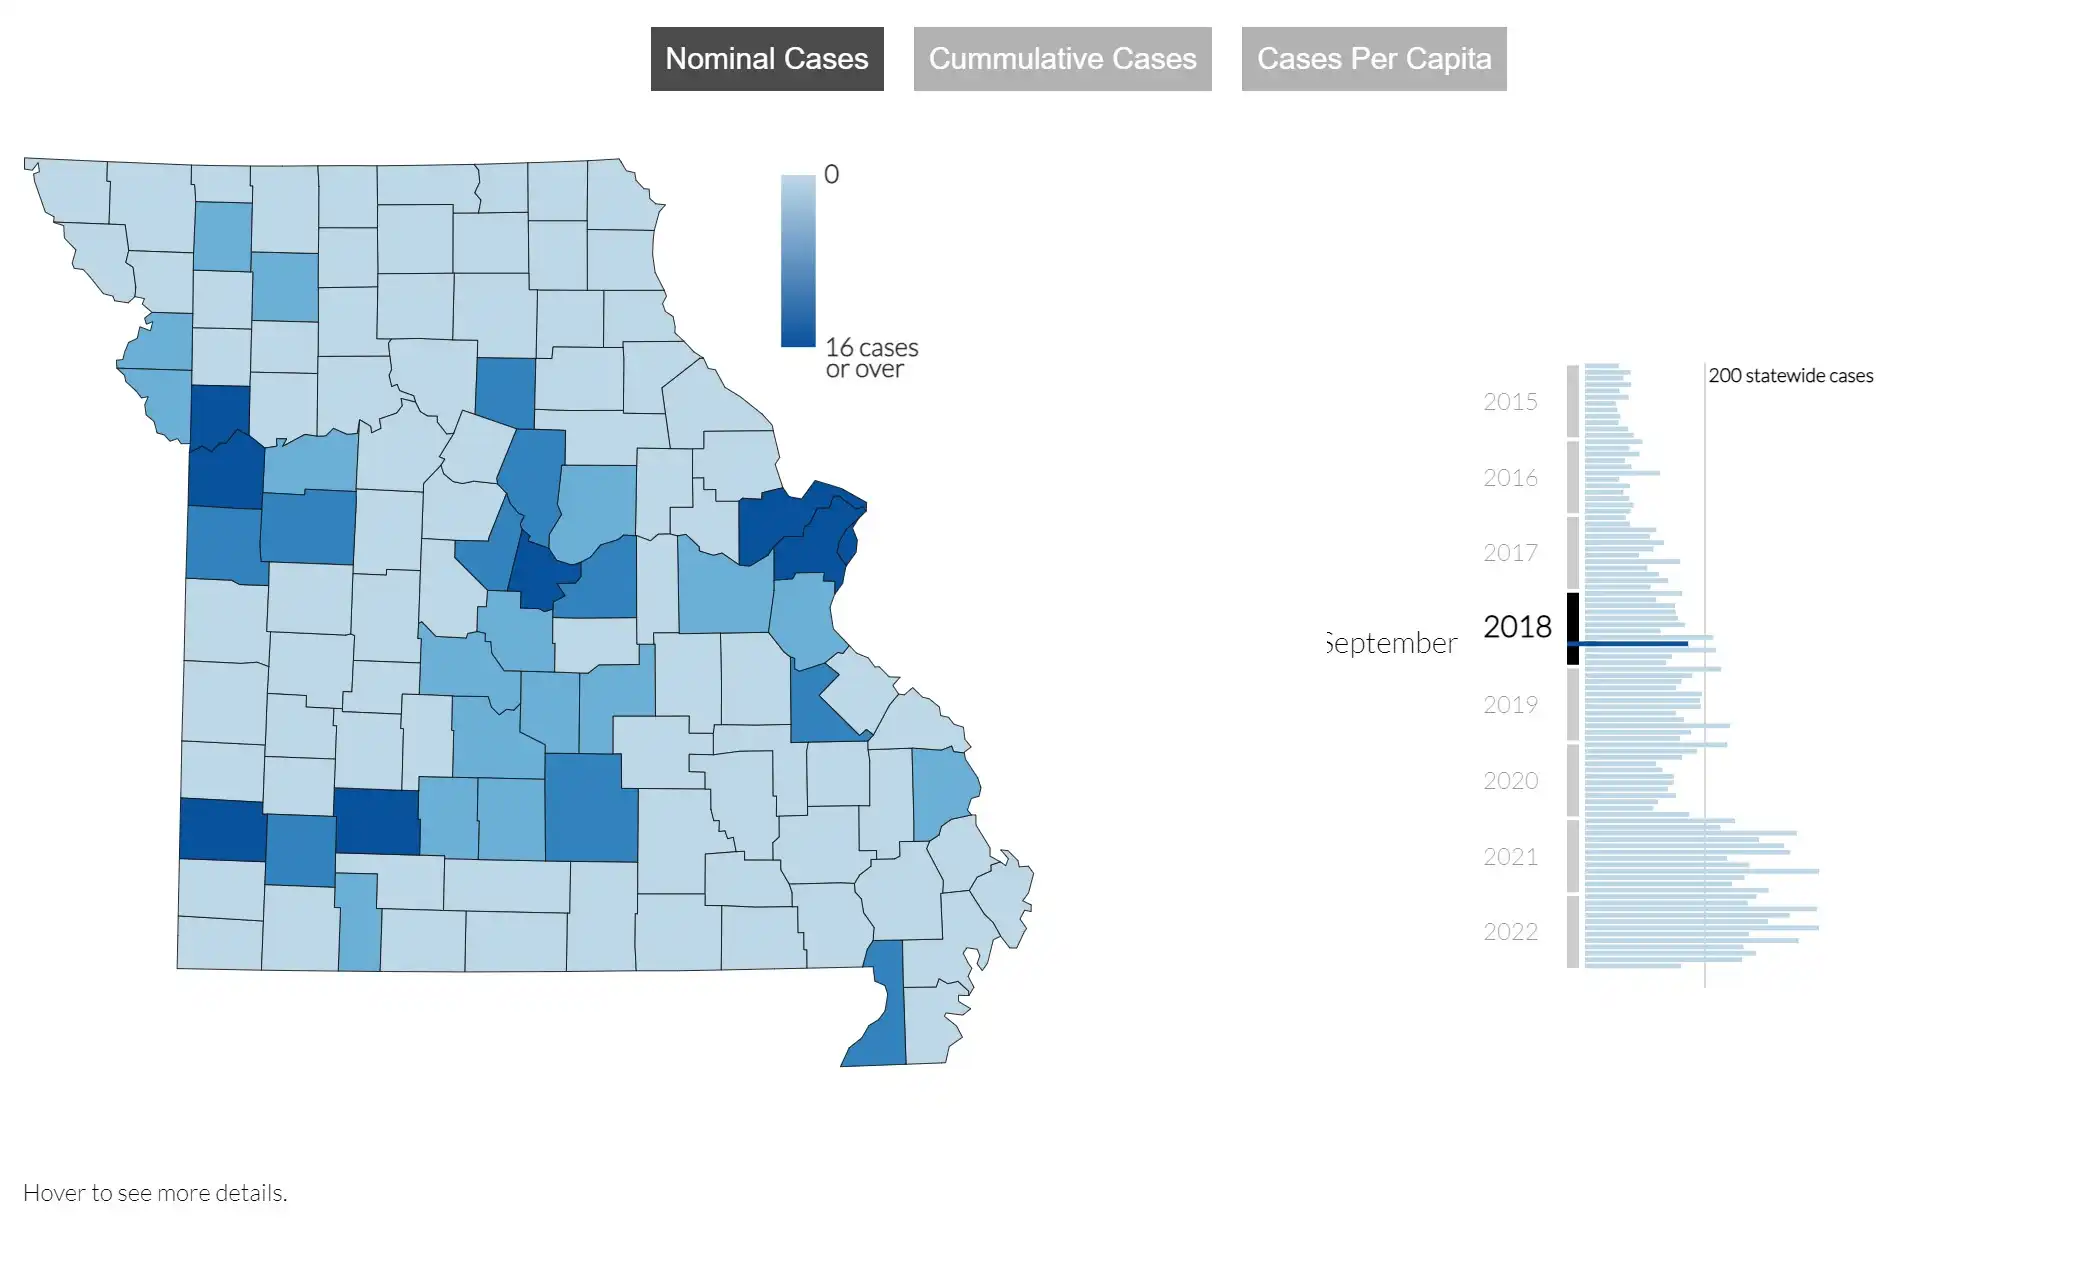 Nominal Cases
Cummulative Cases
Cases Per Capita
0
16 cases
or over
200 statewide cases
2015
2016
2017
2018
September
2019
2020
2021
2022
Hover to see more details.